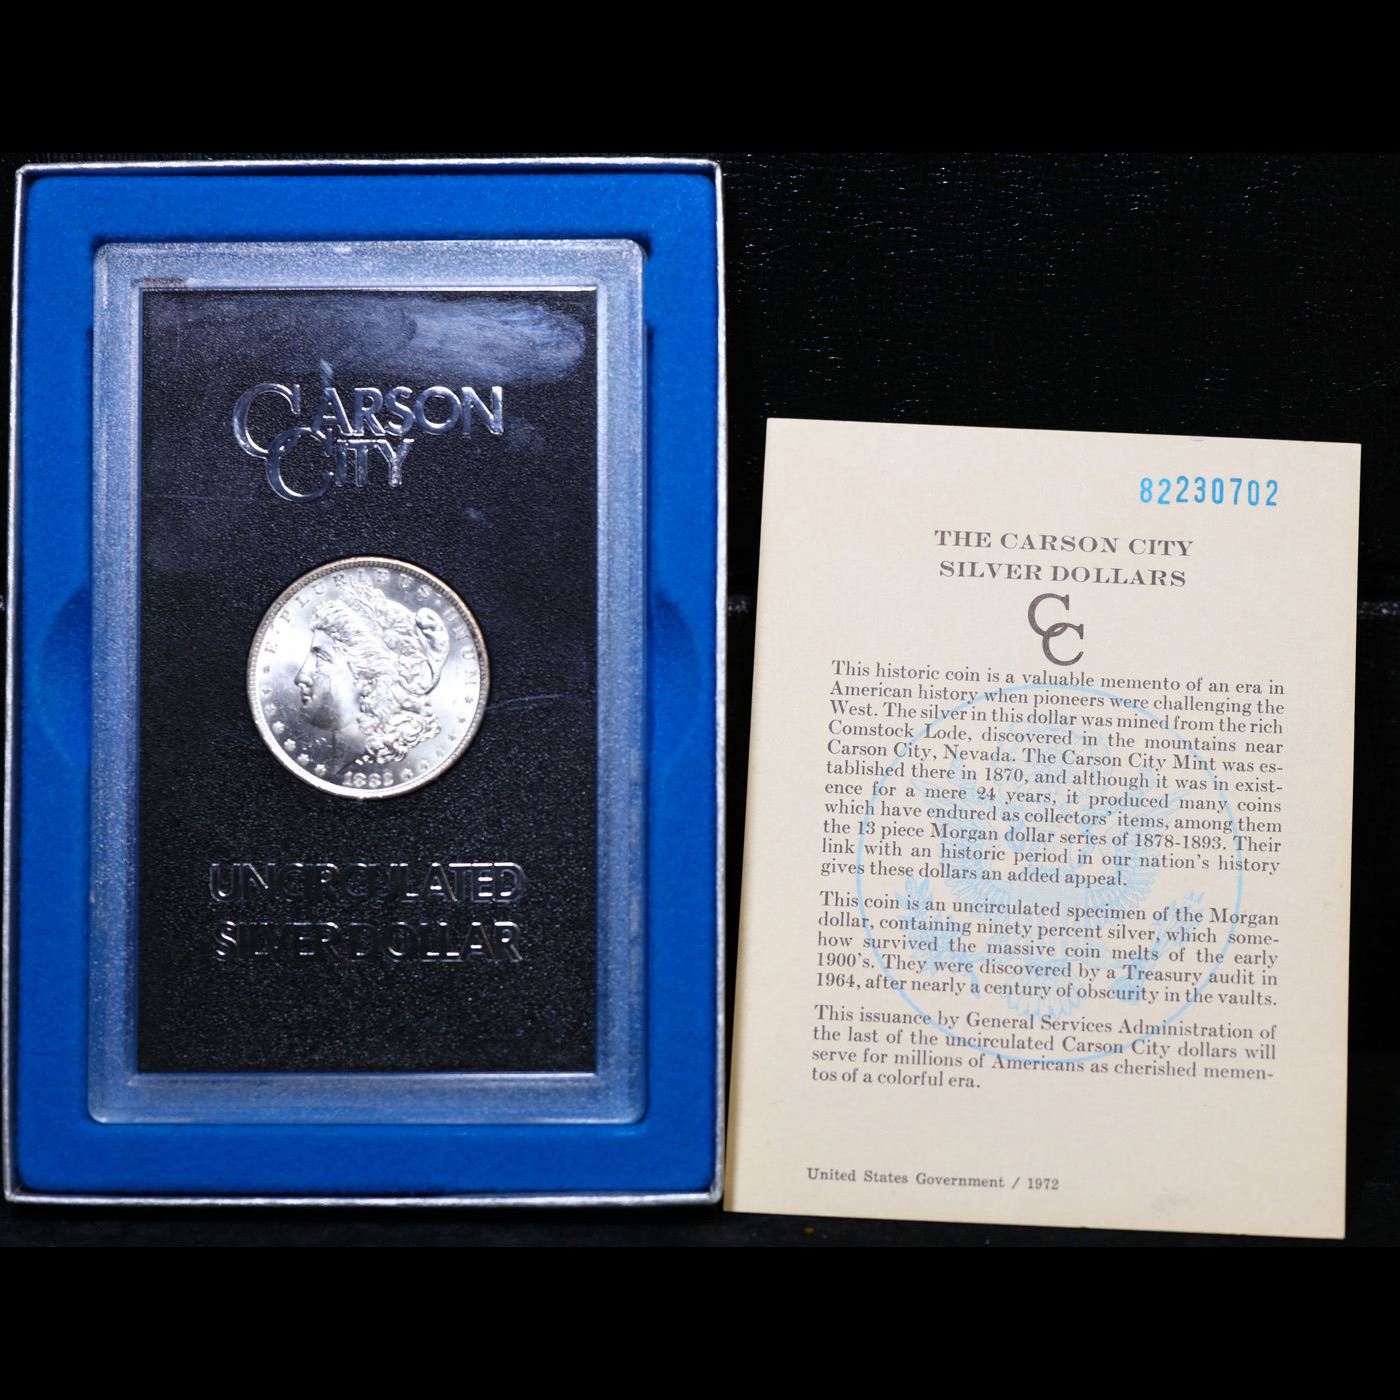 CARSON
CITY
E·PLURIBUS·UNUM
1882
UNCIRCULATED
SILVER DOLLAR
82230702
THE CARSON CITY
SILVER DOLLARS
CC
This historic coin is a valuable memento of an era in
American history when pioneers were challenging the
West. The silver in this dollar was mined from the rich
Comstock Lode, discovered in the mountains near
Carson City, Nevada. The Carson City Mint was es-
tablished there in 1870, and although it was in exist-
ence for a mere 24 years, it produced many coins
which have endured as collectors' items, among them
the 13 piece Morgan dollar series of 1878-1893. Their
link with an historic period in our nation's history
gives these dollars an added appeal.
This coin is an uncirculated specimen of the Morgan
dollar, containing ninety percent silver, which some-
how survived the massive coin melts of the early
1900's. They were discovered by a Treasury audit in
1964, after nearly a century of obscurity in the vaults.
This issuance by General Services Administration of
the last of the uncirculated Carson City dollars will
serve for millions of Americans as cherished memen-
tos of a colorful era.
United States Government / 1972